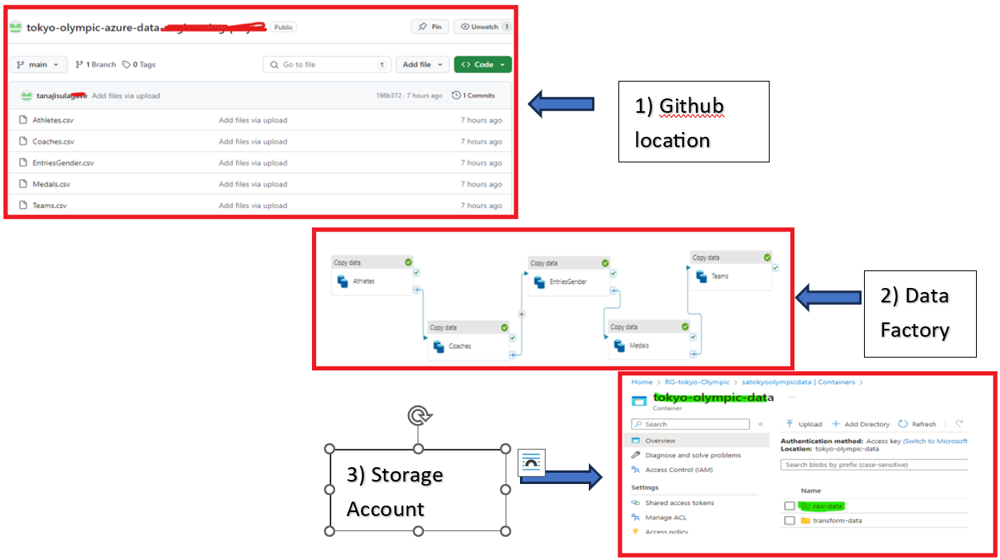 tokyo-olympic-azure-data- Public
Pin
Unwatch 1
main
1 Branch
0 Tags
Go to file t
Add file
<> Code
Add files via upload
166b372 · 7 hours ago
1 Commits
Athletes.csv Add files via upload 7 hours ago
Coaches.csv Add files via upload 7 hours ago
EntriesGender.csv Add files via upload 7 hours ago
Medals.csv Add files via upload 7 hours ago
Teams.csv Add files via upload 7 hours ago
1) Github
location
Copy data
Athletes
Copy data
Coaches
Copy data
EntriesGender
Copy data
Medals
Copy data
Teams
2) Data
Factory
3) Storage
Account
Home > RG-tokyo-Olympic > satokyoolympicdata | Containers >
tokyo-olympic-data ...
Container
Search «
Overview
Diagnose and solve problems
Access Control (IAM)
Settings
Shared access tokens
Manage ACL
Access policy
Upload + Add Directory Refresh
Authentication method: Access key (Switch to Microsoft
Location: tokyo-olympic-data
Search blobs by prefix (case-sensitive)
Name
raw-data
transform-data